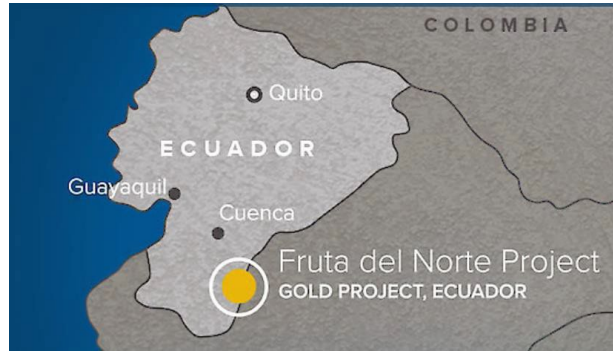 COLOMBIA
Quito
ECUADOR
Guayaquil
Cuenca
Fruta del Norte Project
GOLD PROJECT, ECUADOR